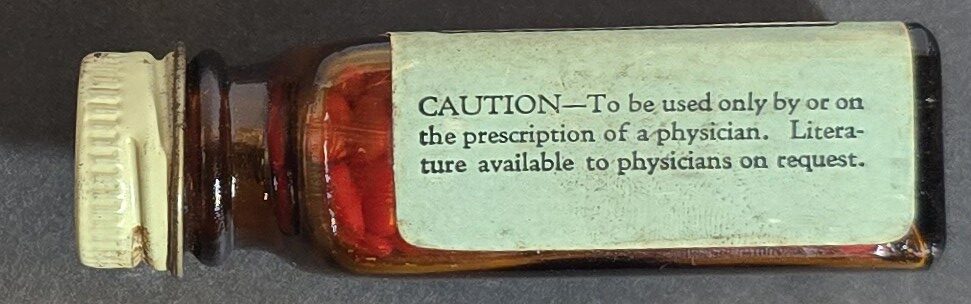 CAUTION—To be used only by or on
the prescription of a physician. Litera-
ture available to physicians on request.